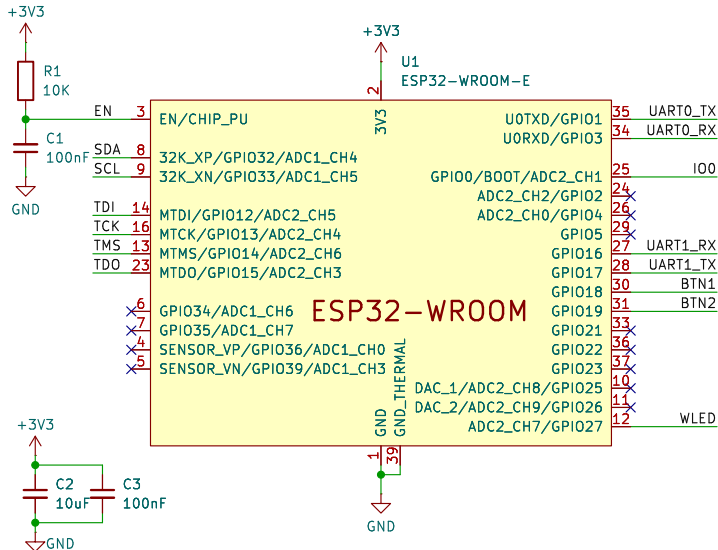 +3V3
R1
10K
EN
C1
100nF
GND
SDA
SCL
TDI
TCK
TMS
TDO
+3V3
U1
ESP32-WROOM-E
2
3V3
3 EN/CHIP_PU
8 32K_XP/GPIO32/ADC1_CH4
9 32K_XN/GPIO33/ADC1_CH5
14 MTDI/GPIO12/ADC2_CH5
16 MTCK/GPIO13/ADC2_CH4
13 MTMS/GPIO14/ADC2_CH6
23 MTDO/GPIO15/ADC2_CH3
6 GPIO34/ADC1_CH6
7 GPIO35/ADC1_CH7
4 SENSOR_VP/GPIO36/ADC1_CH0
5 SENSOR_VN/GPIO39/ADC1_CH3
ESP32-WROOM
U0TXD/GPIO1 35 UART0_TX
U0RXD/GPIO3 34 UART0_RX
GPIO0/BOOT/ADC2_CH1 25 IO0
ADC2_CH2/GPIO2 24
ADC2_CH0/GPIO4 26
GPIO5 29
GPIO16 27 UART1_RX
GPIO17 28 UART1_TX
GPIO18 30 BTN1
GPIO19 31 BTN2
GPIO21 33
GPIO22 36
GPIO23 37
DAC_1/ADC2_CH8/GPIO25 10
DAC_2/ADC2_CH9/GPIO26 11
ADC2_CH7/GPIO27 12 WLED
GND
GND_THERMAL
1
39
GND
+3V3
C2
10uF
C3
100nF
GND